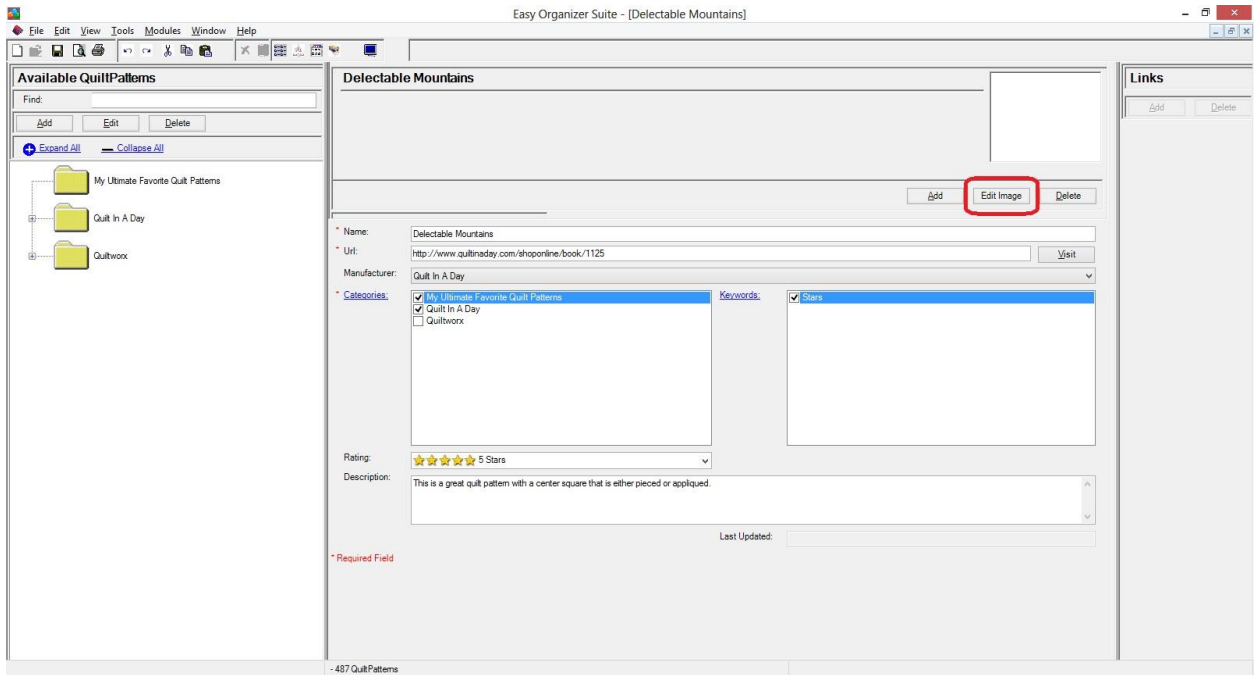 Easy Organizer Suite - [Delectable Mountains]
File Edit View Tools Modules Window Help
Available QuiltPatterns
Find:
Add Edit Delete
Expand All Collapse All
My Ultimate Favorite Quilt Patterns
Quilt In A Day
Quiltworx
Delectable Mountains
Add Edit Image Delete
* Name: Delectable Mountains
* Url: http://www.quiltinaday.com/shoponline/book/1125 Visit
Manufacturer: Quilt In A Day
* Categories: My Ultimate Favorite Quilt Patterns
Quilt In A Day
Quiltworx
Keywords: Stars
Rating: 5 Stars
Description: This is a great quilt pattern with a center square that is either pieced or appliqued.
Last Updated:
* Required Field
Links
Add Delete
- 487 QuiltPatterns